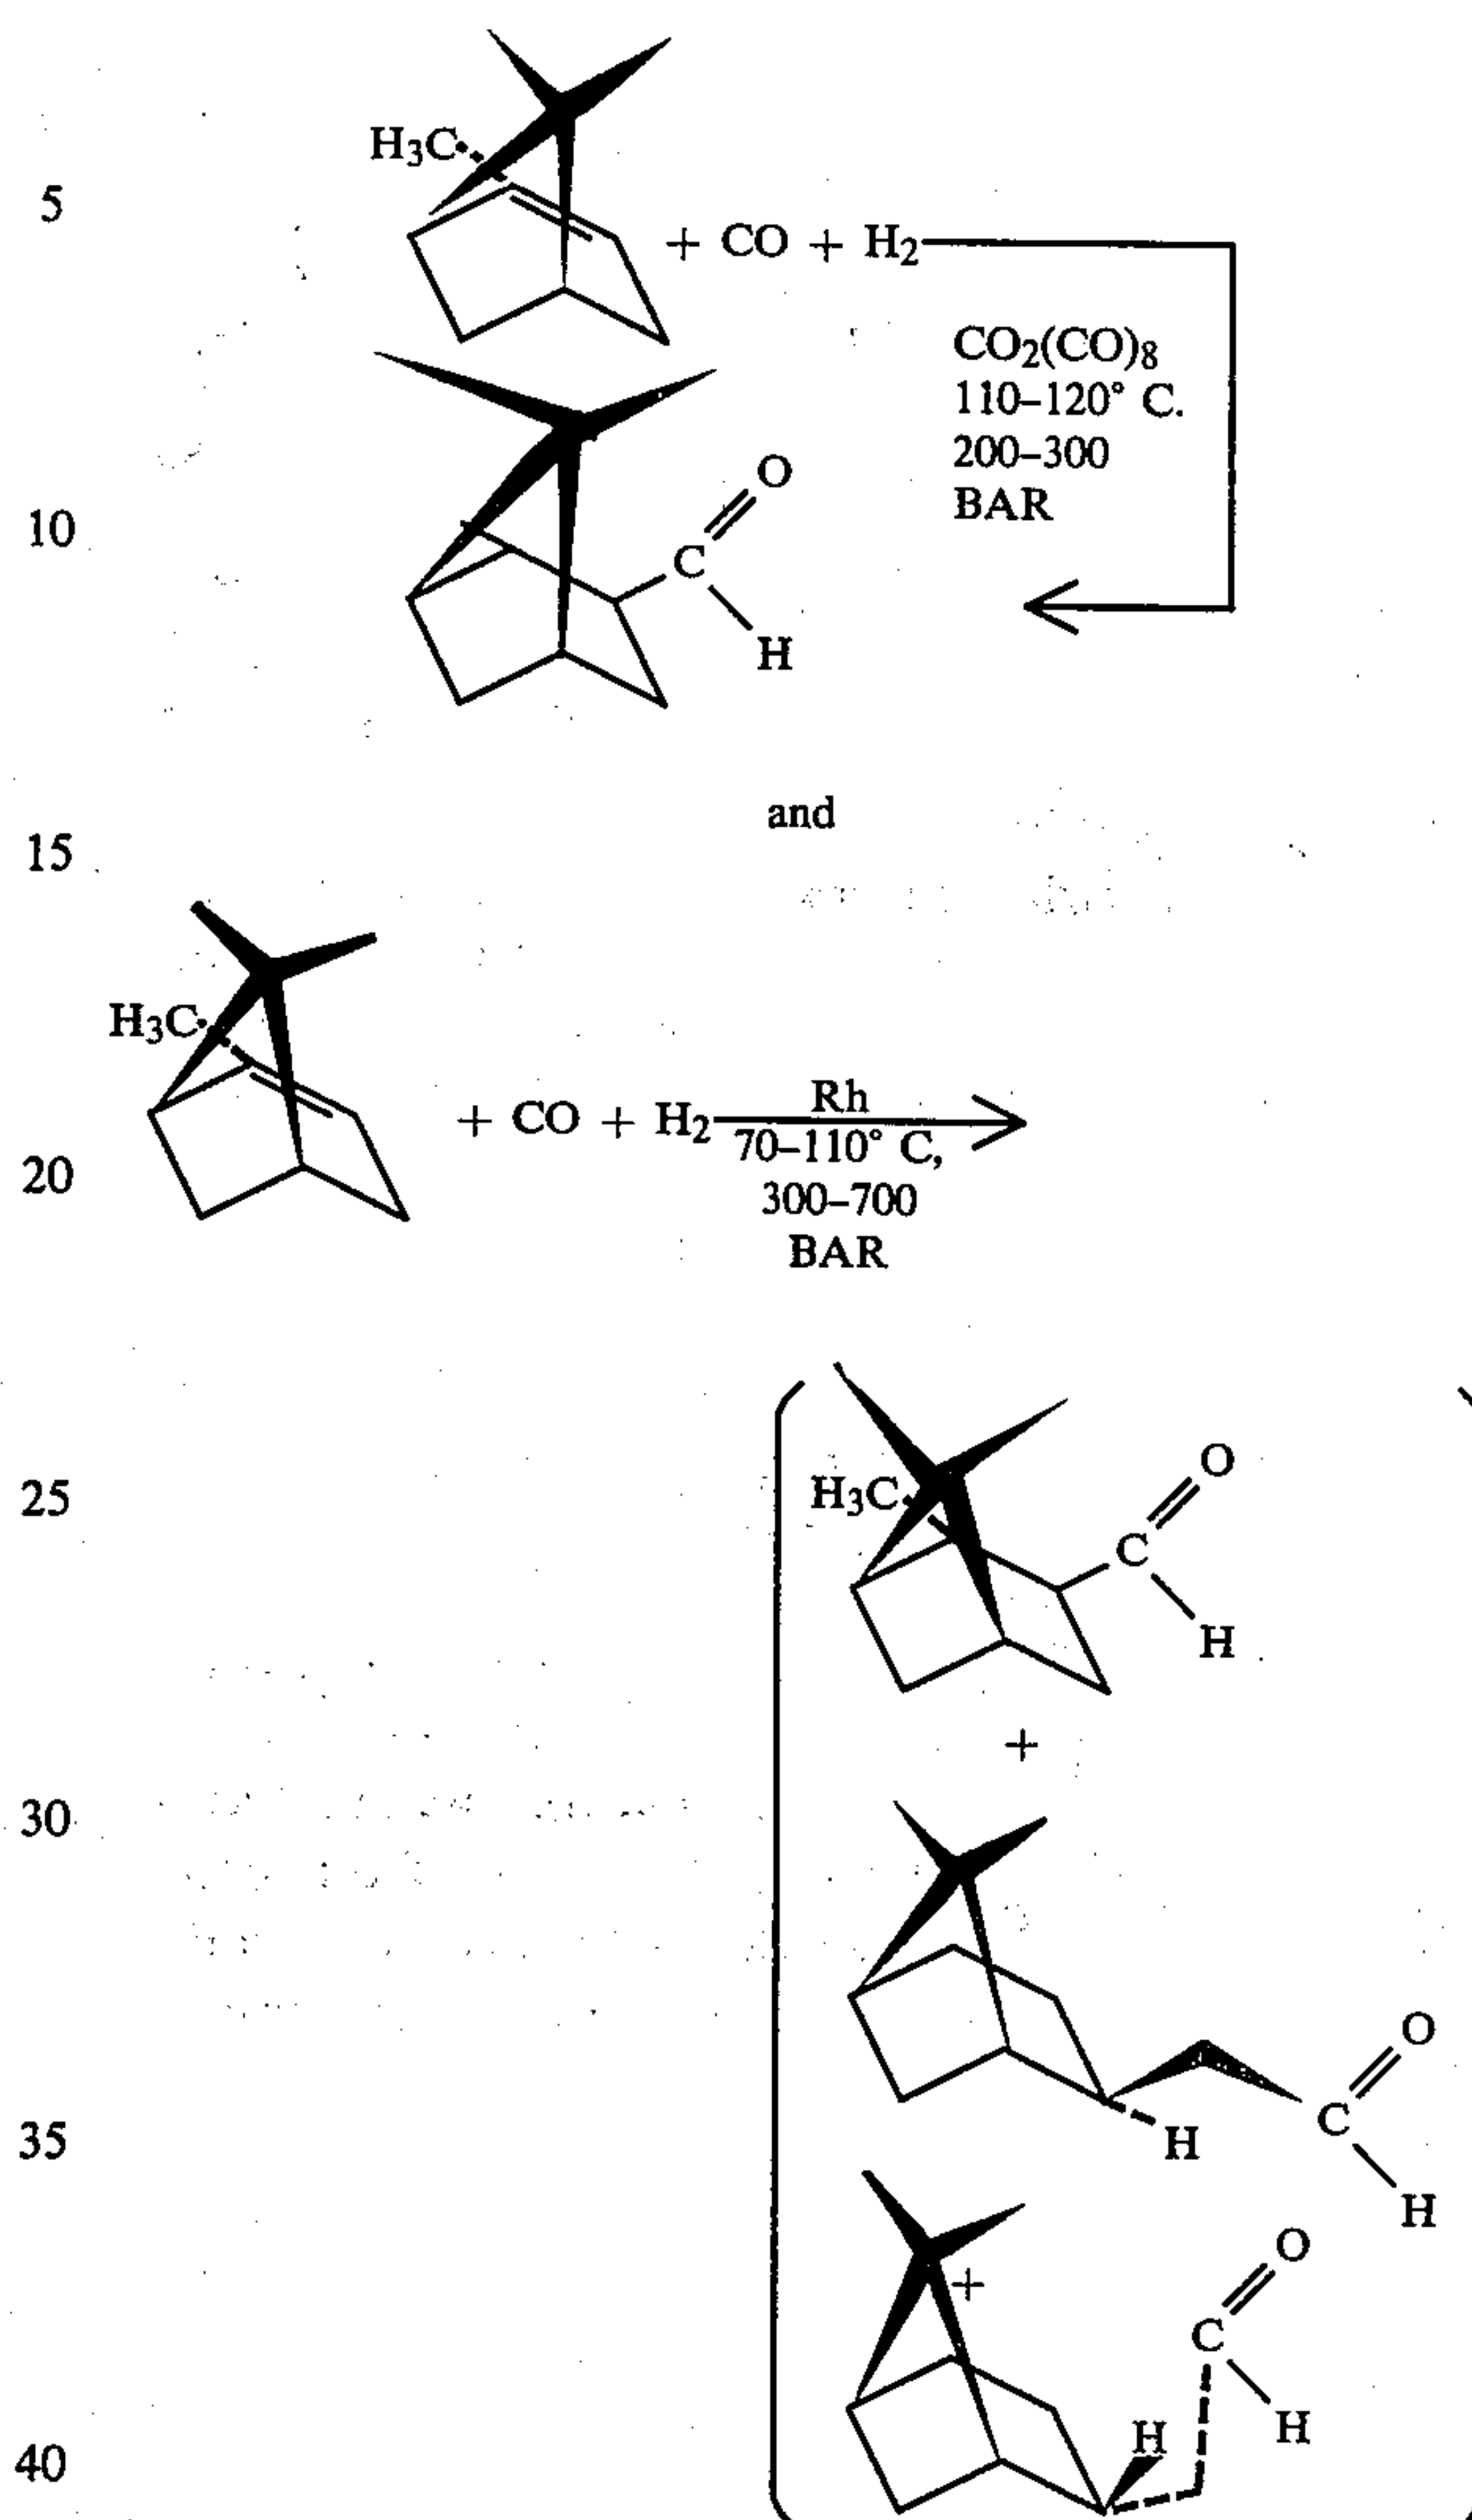 H3C
5
+ CO + H2
CO2(CO)8
110–120° C.
200–300
BAR
O
10
C
H
and
15
H3C
+ CO + H2
Rh
70–110° C,
20
300–700
BAR
O
25
H3C
C
H
+
30
O
35
C
H
H
O
+
C
H
H
40